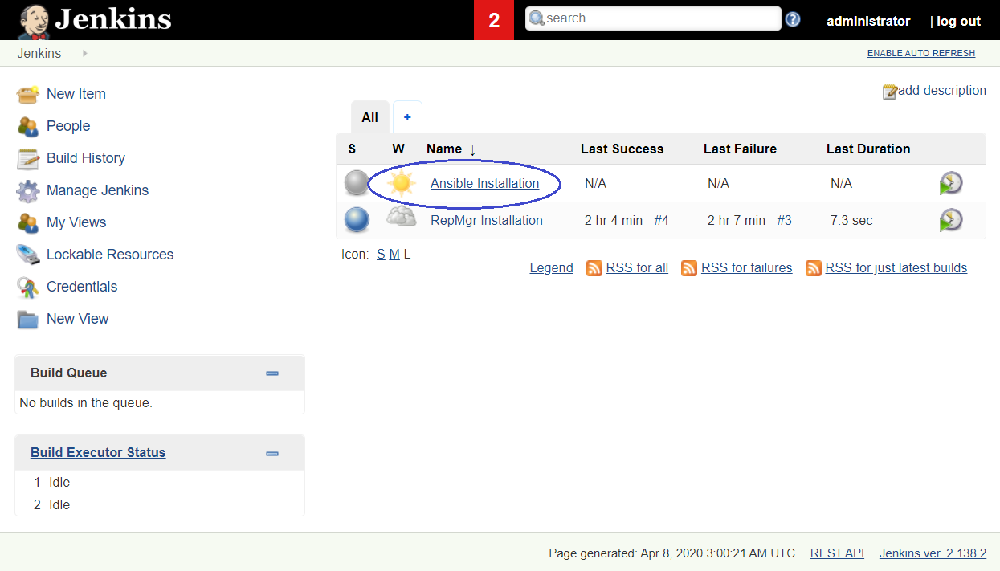 Jenkins 2 search administrator | log out
Jenkins ENABLE AUTO REFRESH
New Item
People
Build History
Manage Jenkins
My Views
Lockable Resources
Credentials
New View
Build Queue
No builds in the queue.
Build Executor Status
1 Idle
2 Idle
add description
All +
S W Name ↓ Last Success Last Failure Last Duration
Ansible Installation N/A N/A N/A
RepMgr Installation 2 hr 4 min - #4 2 hr 7 min - #3 7.3 sec
Icon: S M L
Legend RSS for all RSS for failures RSS for just latest builds
Page generated: Apr 8, 2020 3:00:21 AM UTC REST API Jenkins ver. 2.138.2